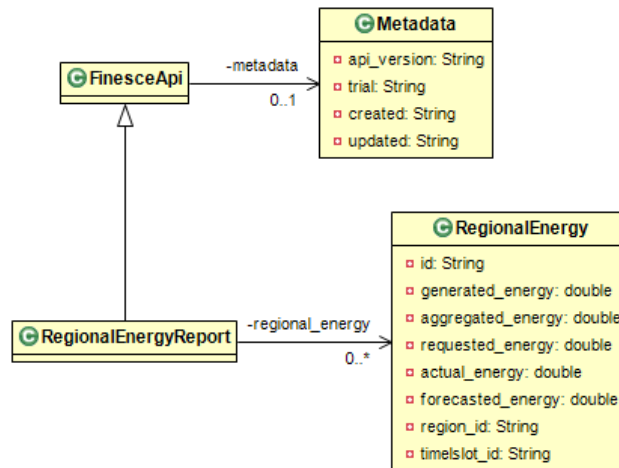 Metadata
api_version: String
trial: String
created: String
updated: String
FinesceApi
-metadata
0..1
RegionalEnergy
id: String
generated_energy: double
aggregated_energy: double
requested_energy: double
actual_energy: double
forecasted_energy: double
region_id: String
timelslot_id: String
RegionalEnergyReport
-regional_energy
0..*